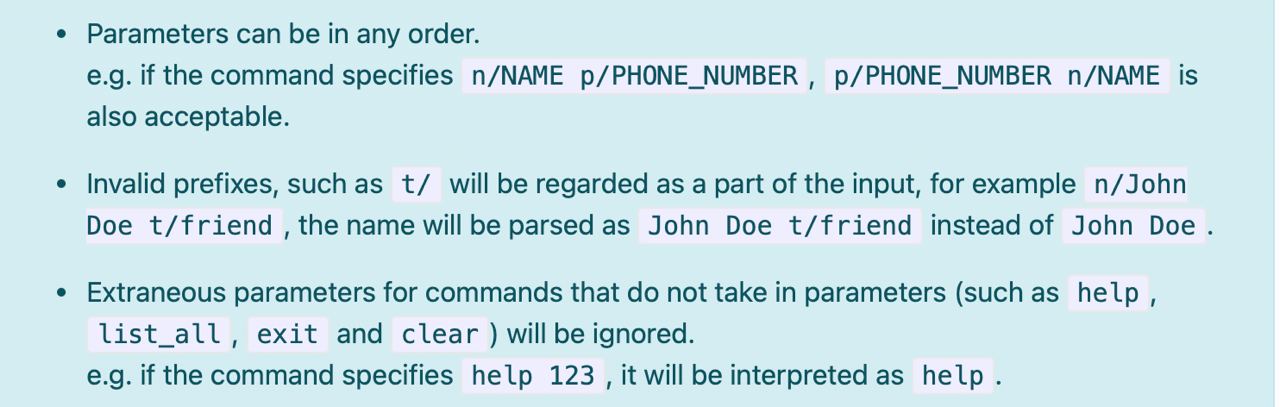 • Parameters can be in any order.
e.g. if the command specifies n/NAME p/PHONE_NUMBER , p/PHONE_NUMBER n/NAME is
also acceptable.
• Invalid prefixes, such as t/ will be regarded as a part of the input, for example n/John
Doe t/friend , the name will be parsed as John Doe t/friend instead of John Doe .
• Extraneous parameters for commands that do not take in parameters (such as help ,
list_all , exit and clear ) will be ignored.
e.g. if the command specifies help 123 , it will be interpreted as help .